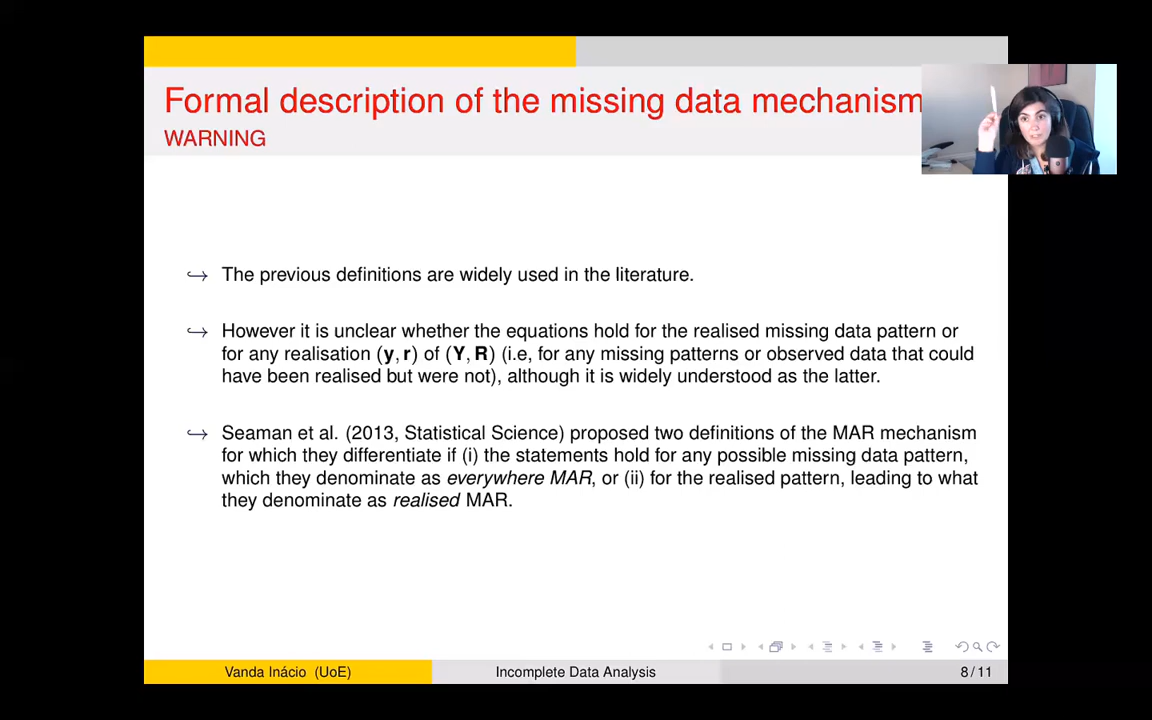 Formal description of the missing data mechanism
WARNING
↪ The previous definitions are widely used in the literature.
↪ However it is unclear whether the equations hold for the realised missing data pattern or
for any realisation (y, r) of (Y, R) (i.e, for any missing patterns or observed data that could
have been realised but were not), although it is widely understood as the latter.
↪ Seaman et al. (2013, Statistical Science) proposed two definitions of the MAR mechanism
for which they differentiate if (i) the statements hold for any possible missing data pattern,
which they denominate as everywhere MAR, or (ii) for the realised pattern, leading to what
they denominate as realised MAR.
Vanda Inácio (UoE) Incomplete Data Analysis 8 / 11